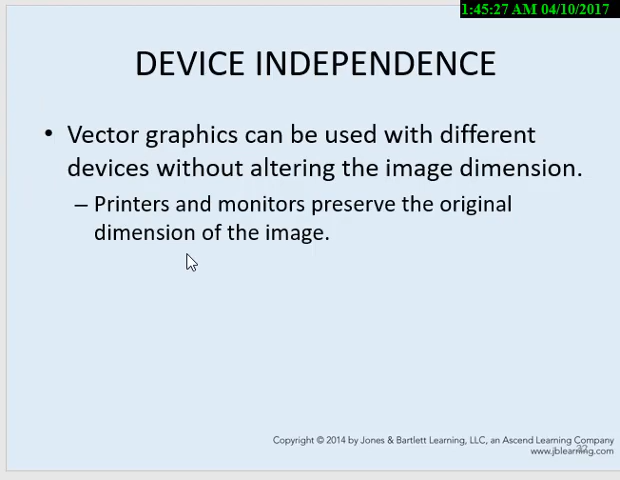 1:45:27 AM 04/10/2017
DEVICE INDEPENDENCE
• Vector graphics can be used with different
devices without altering the image dimension.
– Printers and monitors preserve the original
dimension of the image.
Copyright © 2014 by Jones & Bartlett Learning, LLC, an Ascend Learning Company
22
www.jblearning.com